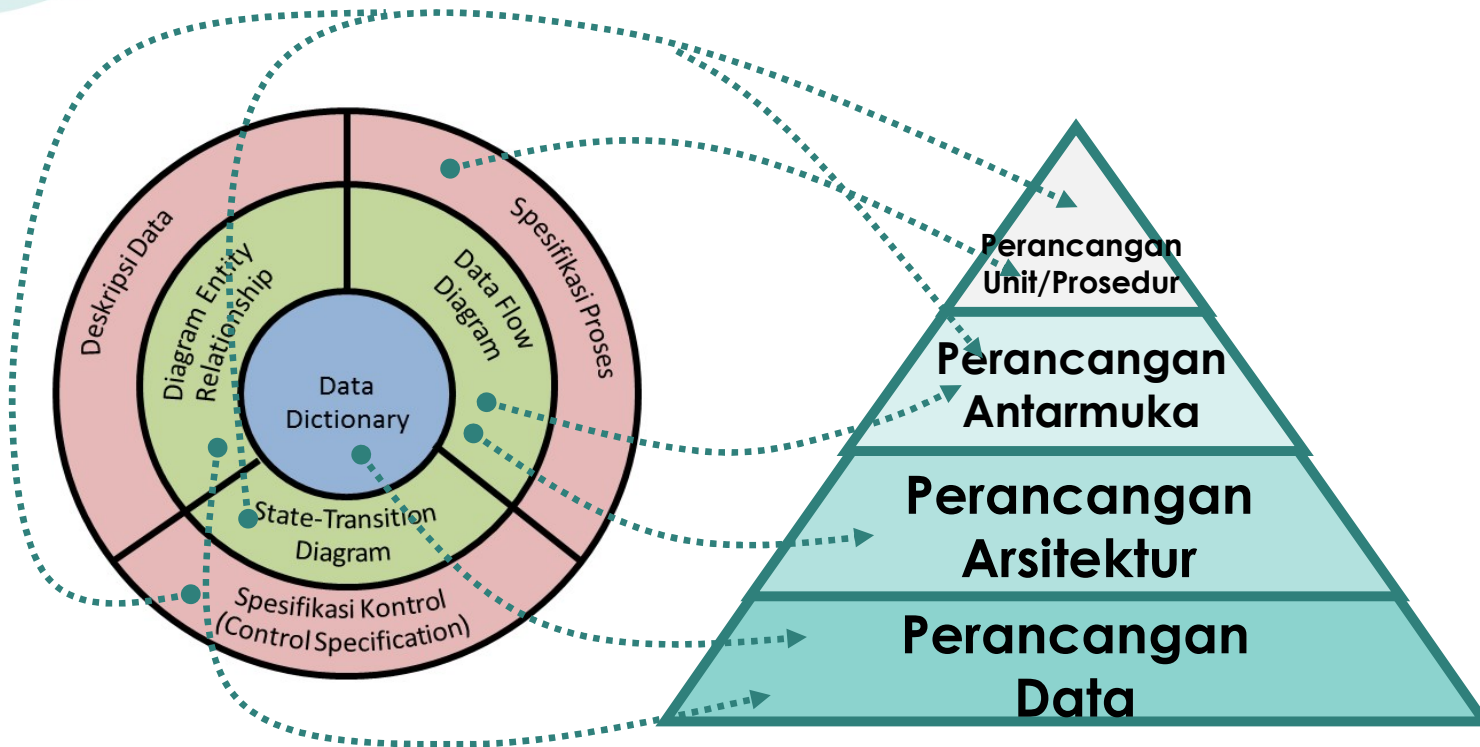 Deskripsi Data
Diagram Entity
Relationship
Data Flow
Diagram
Spesifikasi Proses
Data
Dictionary
State-Transition
Diagram
Spesifikasi Kontrol
(Control Specification)
Perancangan
Unit/Prosedur
Perancangan
Antarmuka
Perancangan
Arsitektur
Perancangan
Data